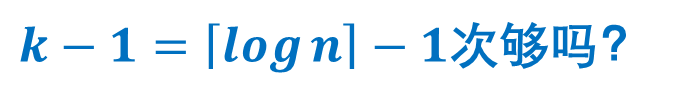 k − 1 = ⌈log n⌉ − 1次够吗?